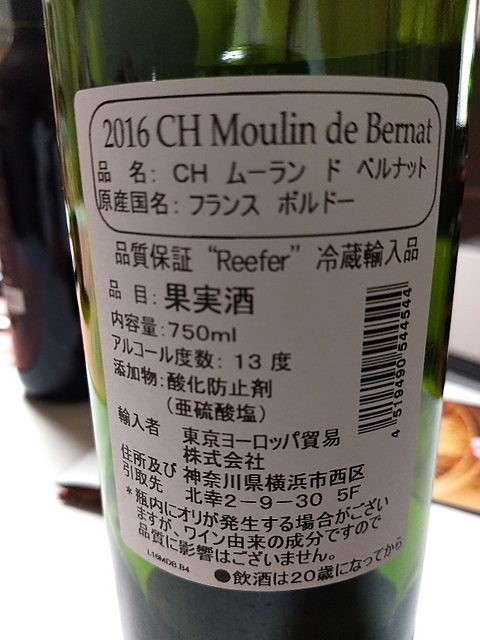 2016 CH Moulin de Bernat
品 名: CH ムーラン ド ベルナット
原産国名: フランス ボルドー
品質保証 “Reefer” 冷蔵輸入品
品 目: 果実酒
内容量: 750ml
アルコール度数: 13 度
添加物: 酸化防止剤
(亜硫酸塩)
輸入者 東京ヨーロッパ貿易
株式会社
住所及び 神奈川県横浜市西区
引取先 北幸2-9-30 5F
*瓶内にオリが発生する場合がござい
ますが、ワイン由来の成分ですので
品質に影響はございません。
L16MDB.B4
●飲酒は20歳になってから
4 519490 544544